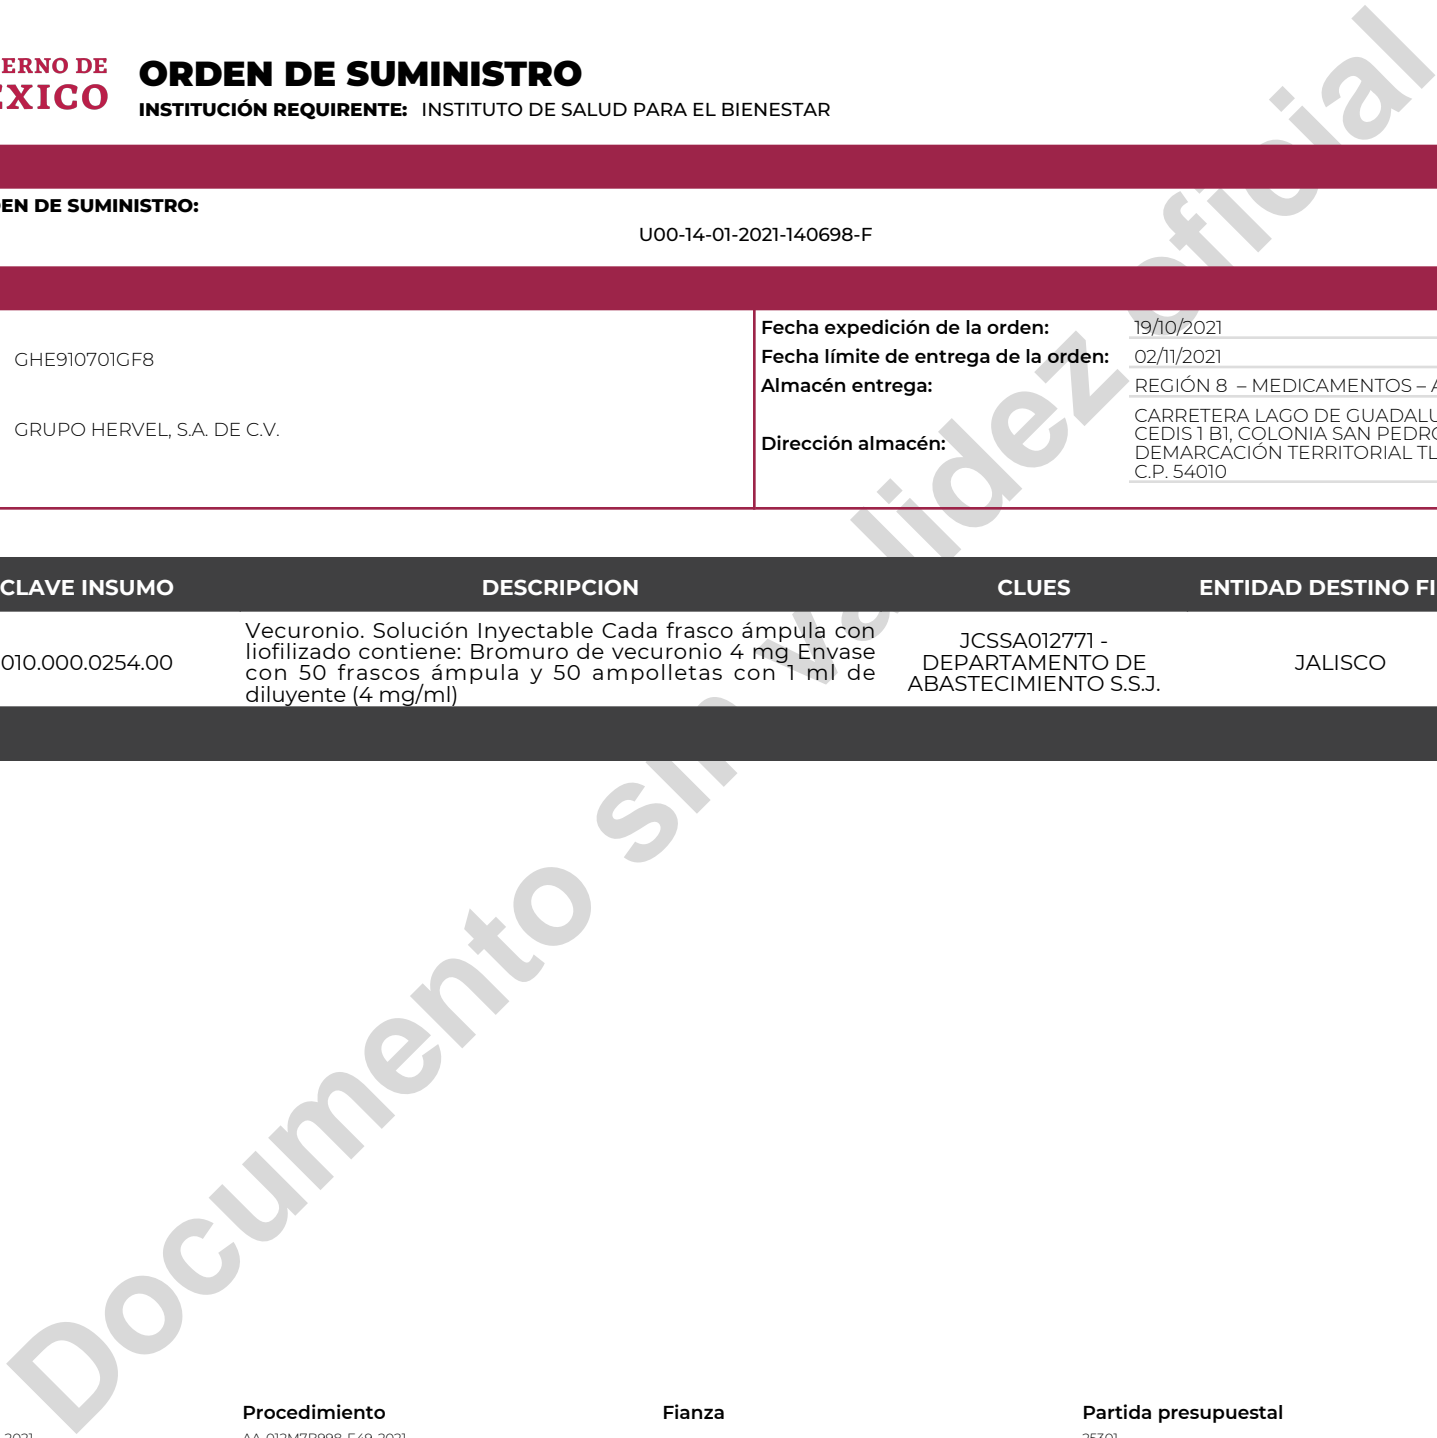 ERNO DE
ÉXICO
ORDEN DE SUMINISTRO
INSTITUCIÓN REQUIRENTE: INSTITUTO DE SALUD PARA EL BIENESTAR
EN DE SUMINISTRO:
U00-14-01-2021-140698-F
GHE910701GF8
GRUPO HERVEL, S.A. DE C.V.
Fecha expedición de la orden: 19/10/2021
Fecha límite de entrega de la orden: 02/11/2021
Almacén entrega: REGIÓN 8 – MEDICAMENTOS –
Dirección almacén:
CARRETERA LAGO DE GUADALU
CEDIS 1 B1, COLONIA SAN PEDRO
DEMARCACIÓN TERRITORIAL TL
C.P. 54010
CLAVE INSUMO DESCRIPCION CLUES ENTIDAD DESTINO FI
010.000.0254.00
Vecuronio. Solución Inyectable Cada frasco ámpula con
liofilizado contiene: Bromuro de vecuronio 4 mg Envase
con 50 frascos ámpula y 50 ampolletas con 1 ml de
diluyente (4 mg/ml)
JCSSA012771 -
DEPARTAMENTO DE
ABASTECIMIENTO S.S.J.
JALISCO
Documento sin validez oficial
Procedimiento Fianza Partida presupuestal